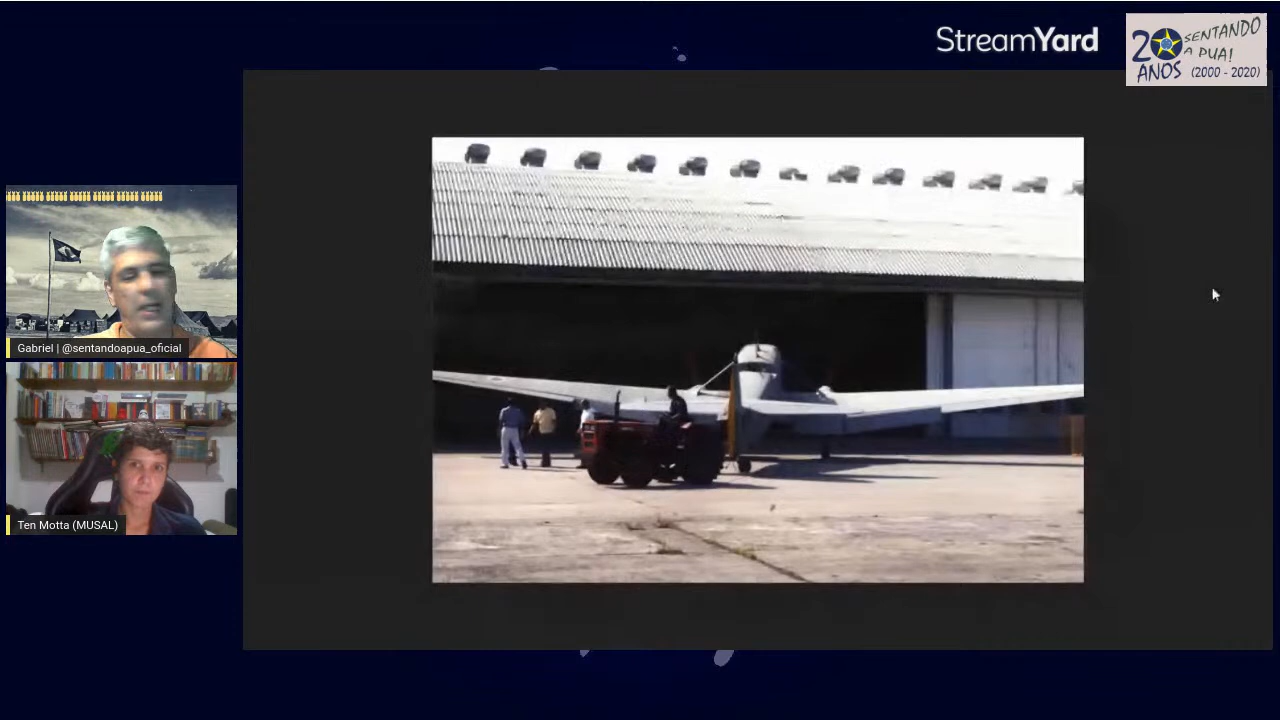 StreamYard
20 ANOS
SENTANDO
A PUA!
(2000 - 2020)
Gabriel | @sentandoapua_oficial
Ten Motta (MUSAL)